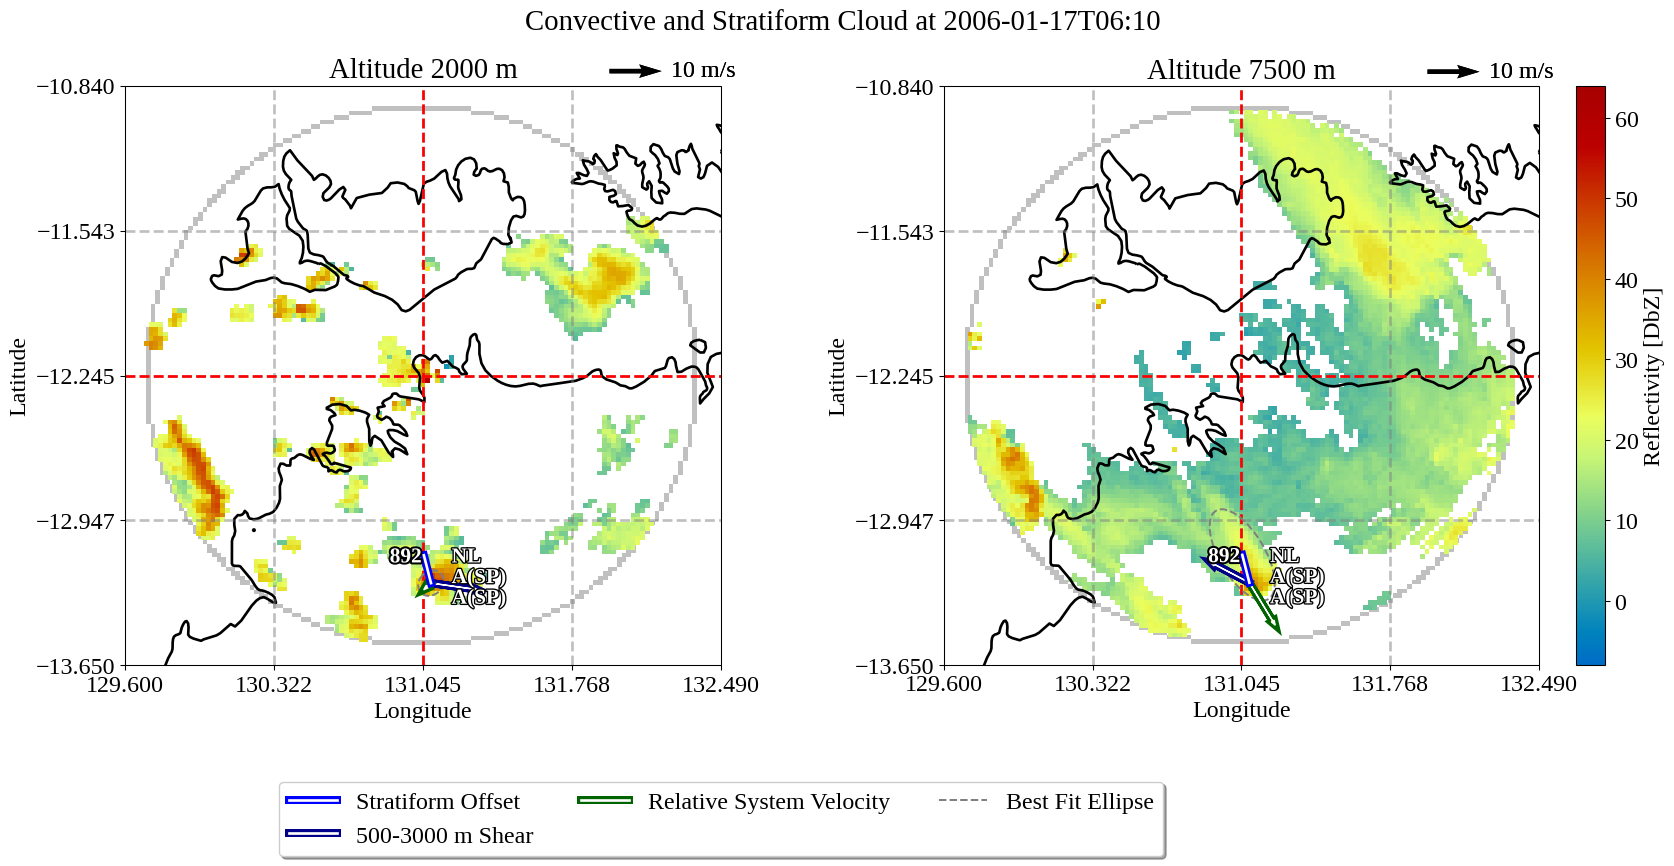 Convective and Stratiform Cloud at 2006-01-17T06:10
Altitude 2000 m
10 m/s
−10.840
−11.543
−12.245
−12.947
−13.650
Latitude
892
NL
A(SP)
A(SP)
129.600
130.322
131.045
131.768
132.490
Longitude
Altitude 7500 m
10 m/s
−10.840
−11.543
−12.245
−12.947
−13.650
Latitude
892
NL
A(SP)
A(SP)
129.600
130.322
131.045
131.768
132.490
Longitude
60
50
40
30
20
10
0
Reflectivity [DbZ]
Stratiform Offset
500-3000 m Shear
Relative System Velocity
Best Fit Ellipse